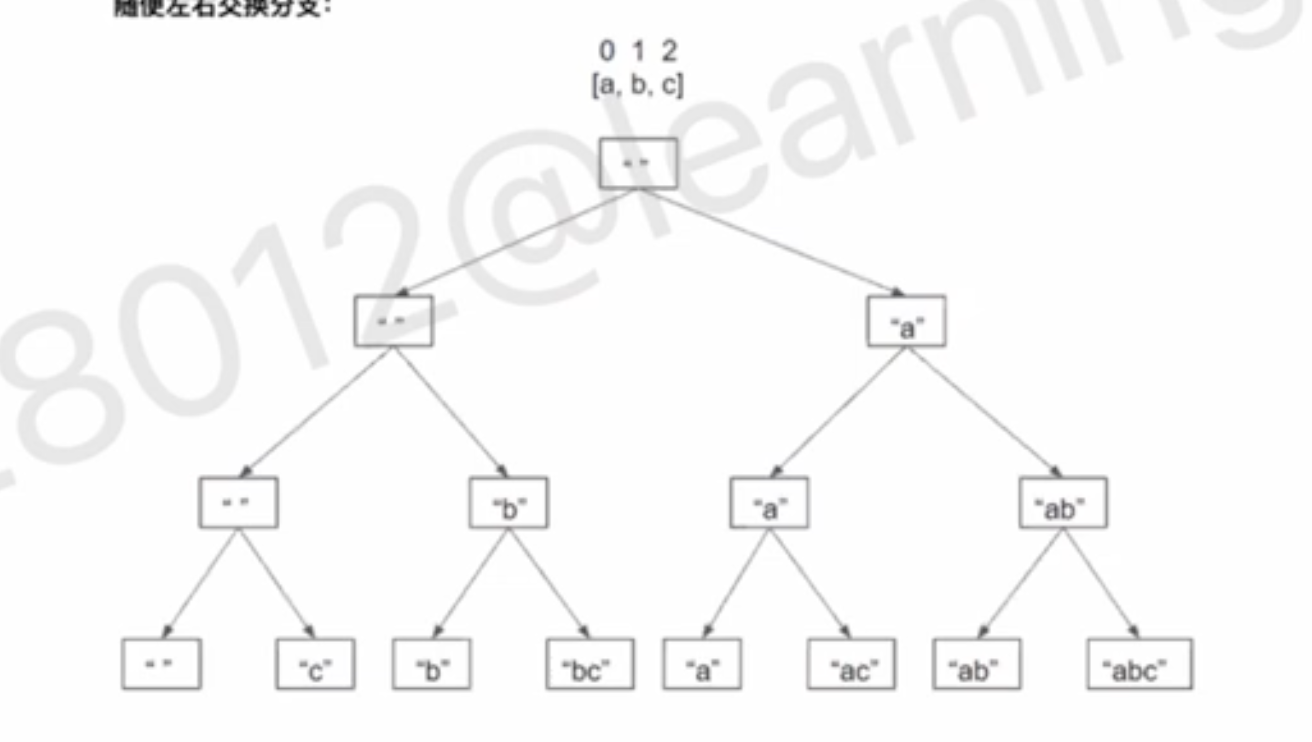 随便左右交换分支：
0 1 2
[a, b, c]
“ ”
“ ” “a”
“ ” “b” “a” “ab”
“ ” “c” “b” “bc” “a” “ac” “ab” “abc”
8012@learning